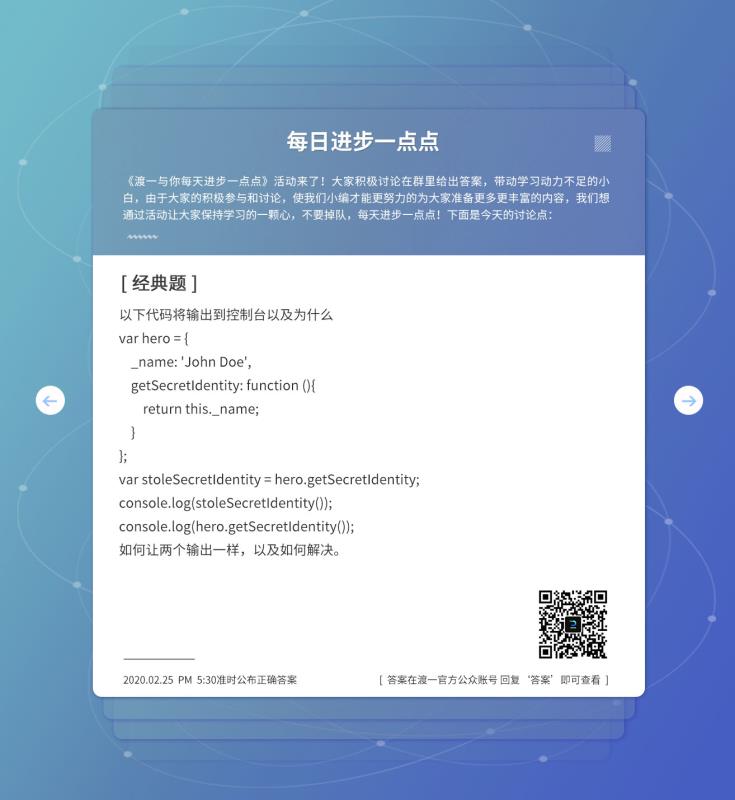 每日进步一点点
《渡一与你每天进步一点点》活动来了！大家积极讨论在群里给出答案，带动学习动力不足的小
白，由于大家的积极参与和讨论，使我们小编才能更努力的为大家准备更多更丰富的内容，我们想
通过活动让大家保持学习的一颗心，不要掉队，每天进步一点点！下面是今天的讨论点：
[ 经典题 ]
以下代码将输出到控制台以及为什么
var hero = {
    _name: 'John Doe',
    getSecretIdentity: function (){
        return this._name;
    }
};
var stoleSecretIdentity = hero.getSecretIdentity;
console.log(stoleSecretIdentity());
console.log(hero.getSecretIdentity());
如何让两个输出一样，以及如何解决。
2020.02.25 PM 5:30准时公布正确答案
[ 答案在渡一官方公众账号 回复‘答案’即可查看 ]